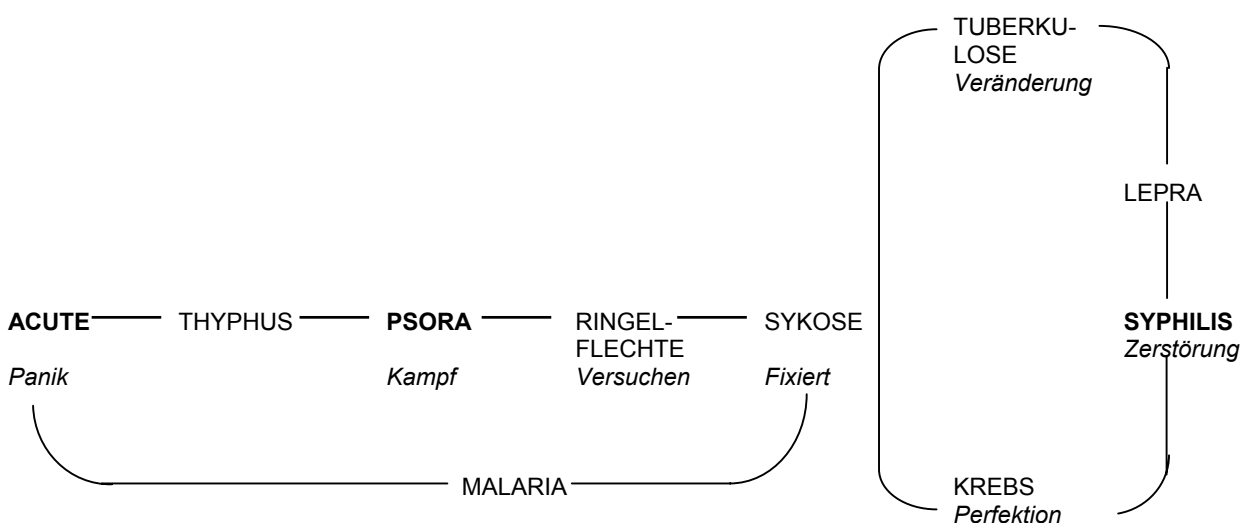 TUBERKU-
LOSE
Veränderung
LEPRA
ACUTE THYPHUS PSORA RINGEL- SYKOSE SYPHILIS
FLECHTE Zerstörung
Panik Kampf Versuchen Fixiert
MALARIA KREBS
Perfektion